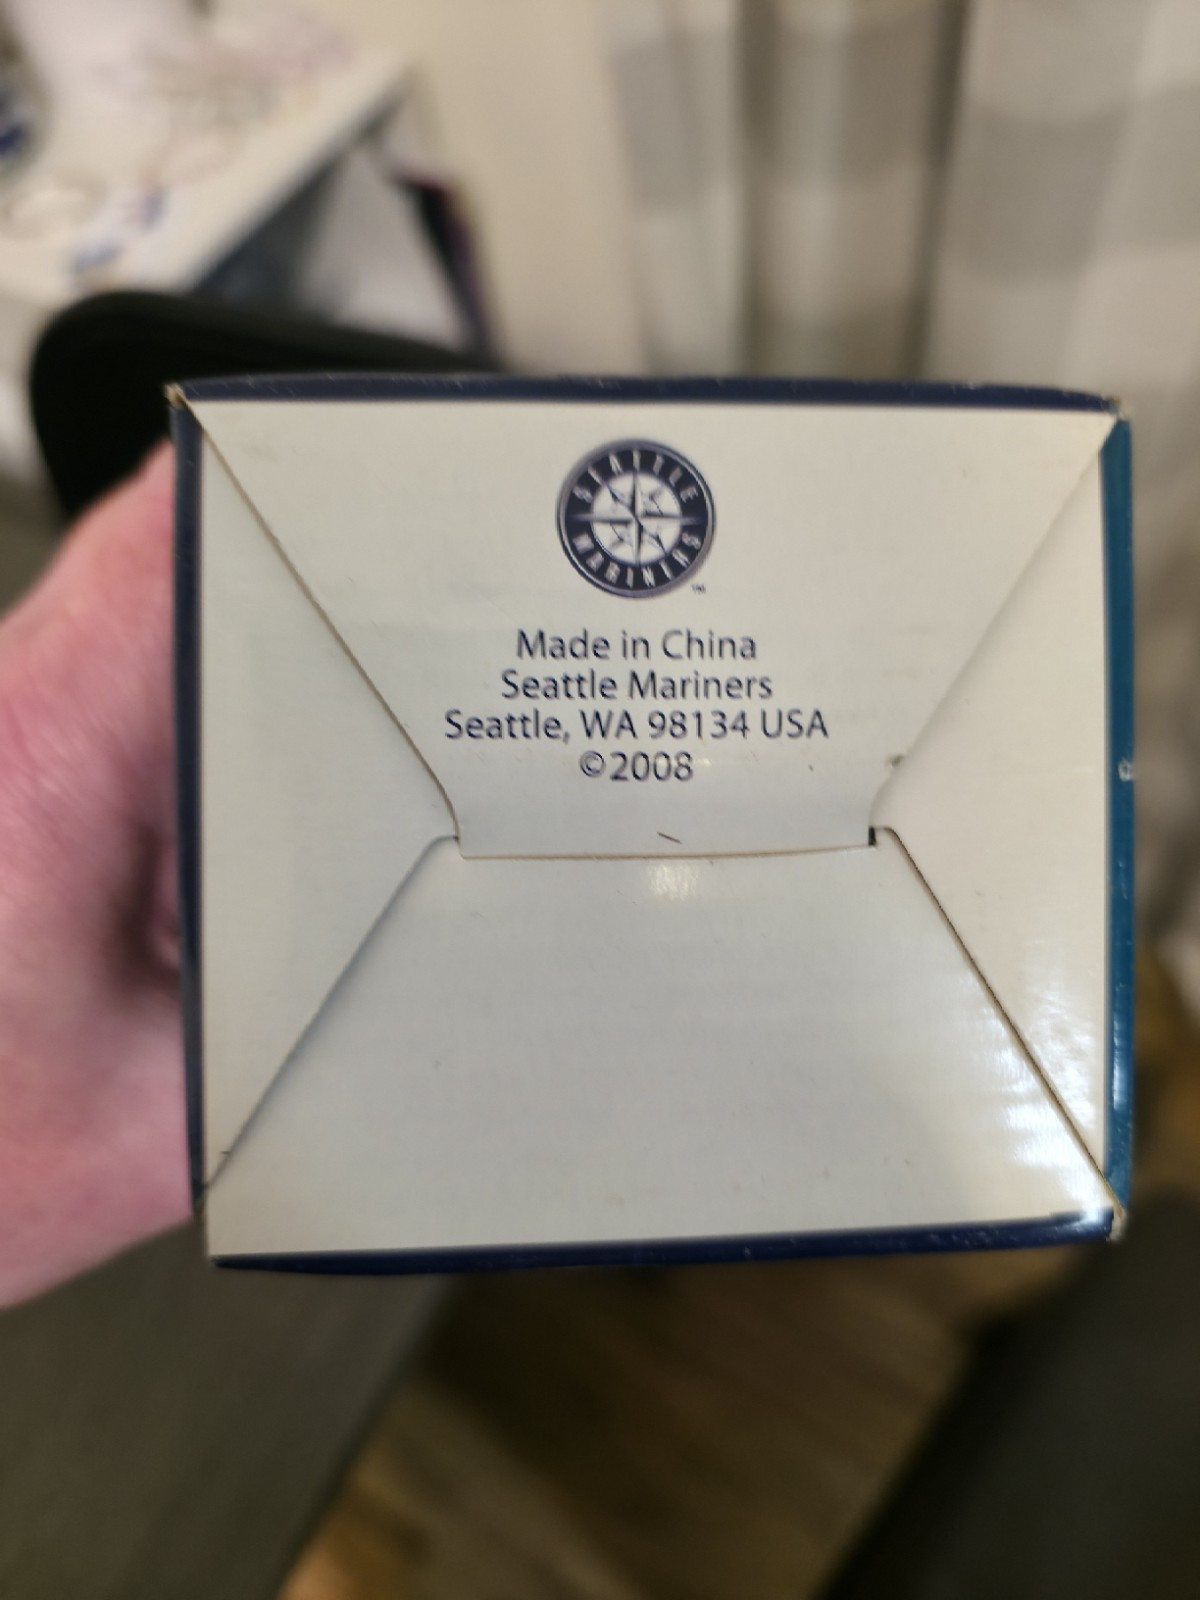 SEATTLE
MARINERS
™
Made in China
Seattle Mariners
Seattle, WA 98134 USA
©2008